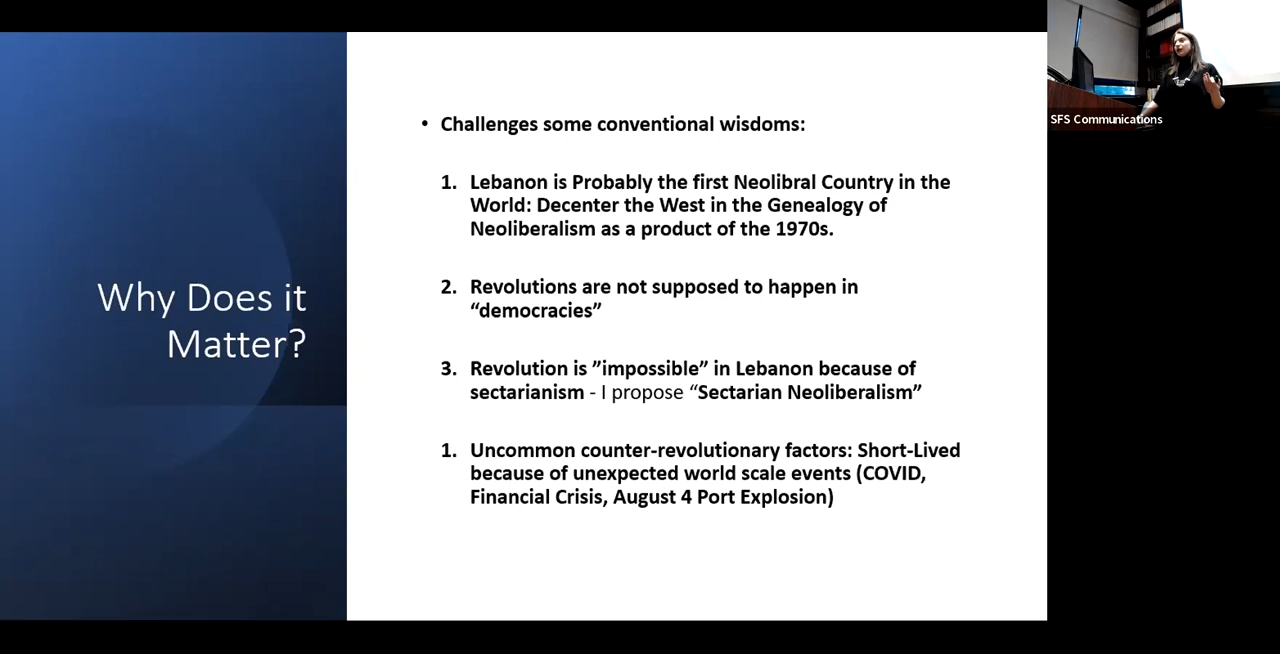 Why Does it
Matter?
• Challenges some conventional wisdoms:
1. Lebanon is Probably the first Neolibral Country in the
World: Decenter the West in the Genealogy of
Neoliberalism as a product of the 1970s.
2. Revolutions are not supposed to happen in
“democracies”
3. Revolution is ”impossible” in Lebanon because of
sectarianism - I propose “Sectarian Neoliberalism”
1. Uncommon counter-revolutionary factors: Short-Lived
because of unexpected world scale events (COVID,
Financial Crisis, August 4 Port Explosion)
SFS Communications